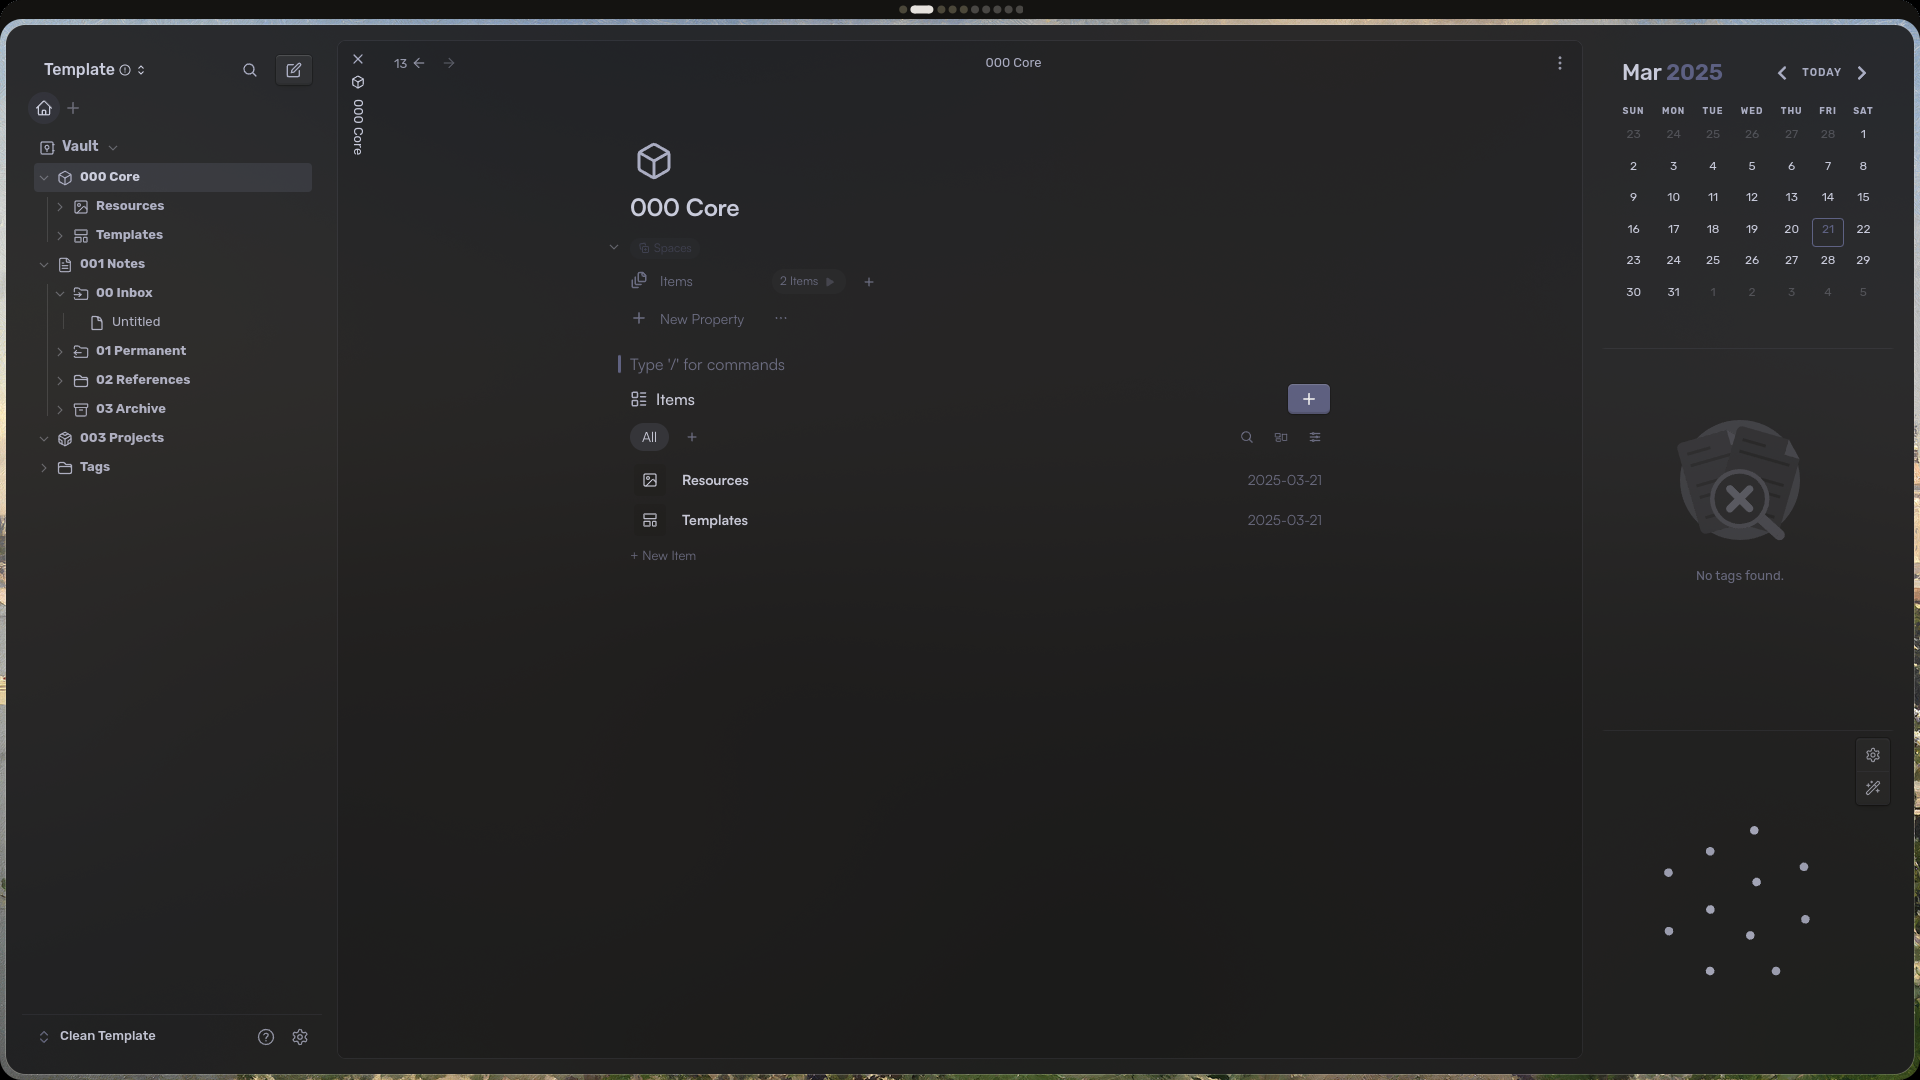 Template
Vault
000 Core
Resources
Templates
001 Notes
00 Inbox
Untitled
01 Permanent
02 References
03 Archive
003 Projects
Tags
Clean Template
000 Core
13
000 Core
000 Core
Spaces
Items
2 Items
New Property
Type '/' for commands
Items
All
Resources 2025-03-21
Templates 2025-03-21
+ New Item
Mar 2025 TODAY
SUN MON TUE WED THU FRI SAT
23 24 25 26 27 28 1
2 3 4 5 6 7 8
9 10 11 12 13 14 15
16 17 18 19 20 21 22
23 24 25 26 27 28 29
30 31 1 2 3 4 5
No tags found.